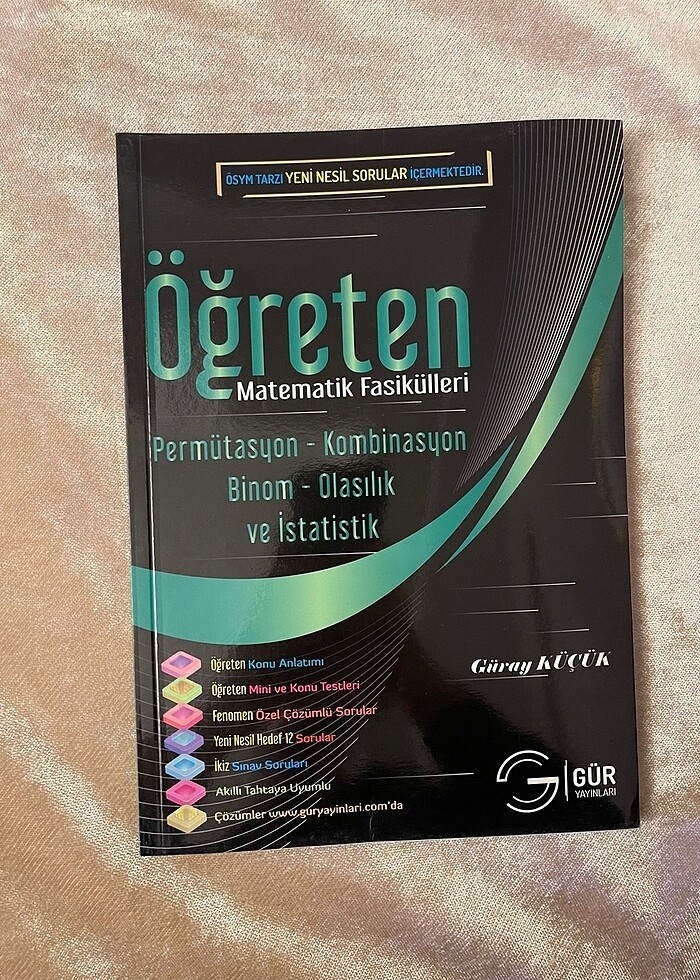 ÖSYM TARZI YENİ NESİL SORULAR İÇERMEKTEDİR.
Öğreten
Matematik Fasikülleri
Permütasyon - Kombinasyon
Binom - Olasılık
ve İstatistik
Öğreten Konu Anlatımı
Öğreten Mini ve Konu Testleri
Fenomen Özel Çözümlü Sorular
Yeni Nesil Hedef 12 Sorular
İkiz Sınav Soruları
Akıllı Tahtaya Uyumlu
Çözümler www.guryayinlari.com'da
Güray KÜÇÜK
GÜR
YAYINLARI